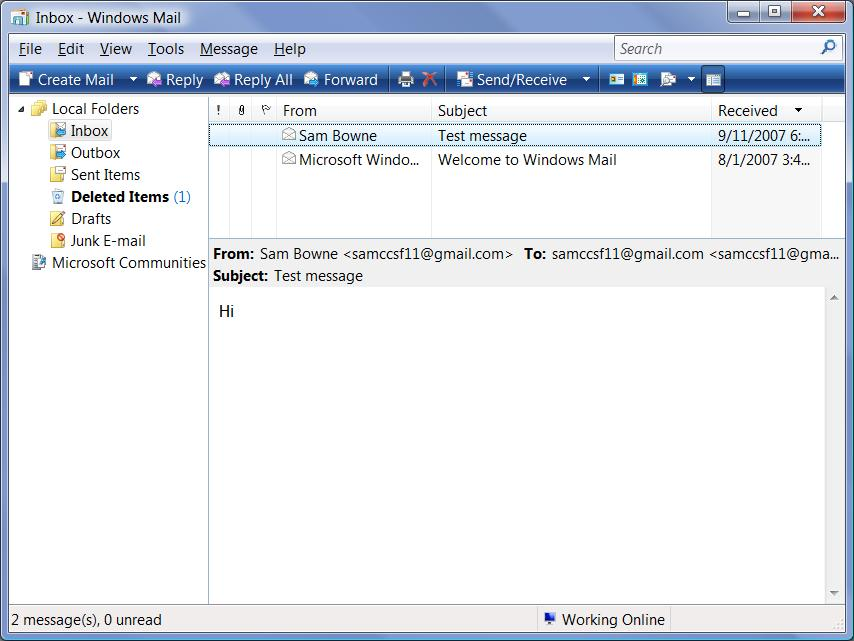 Inbox - Windows Mail
File Edit View Tools Message Help Search
Create Mail Reply Reply All Forward Send/Receive
Local Folders
Inbox
Outbox
Sent Items
Deleted Items (1)
Drafts
Junk E-mail
Microsoft Communities
! From Subject Received
Sam Bowne Test message 9/11/2007 6:...
Microsoft Windo... Welcome to Windows Mail 8/1/2007 3:4...
From: Sam Bowne <samccsf11@gmail.com> To: samccsf11@gmail.com <samccsf11@gma...
Subject: Test message
Hi
2 message(s), 0 unread Working Online